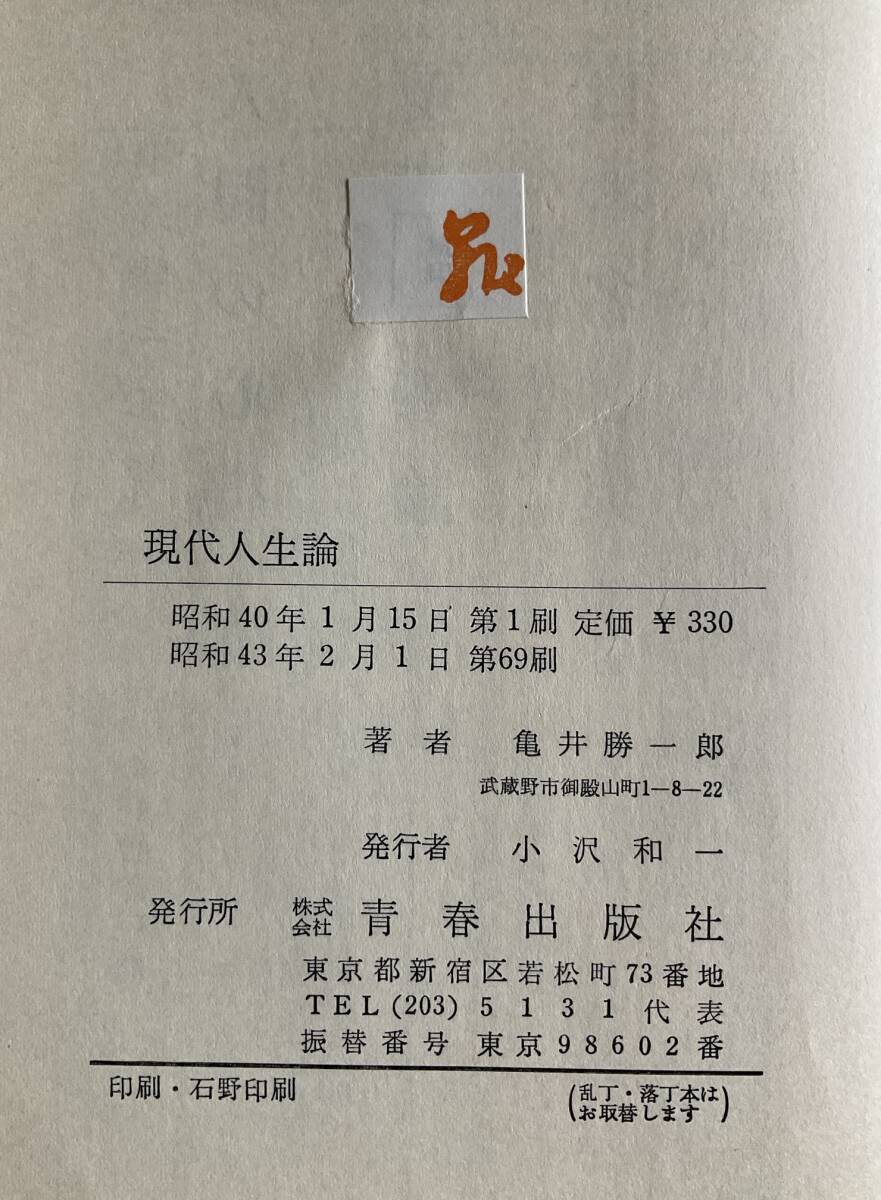 現代人生論
昭和40年1月15日 第1刷 定価 ¥330
昭和43年2月1日 第69刷
著者 亀井勝一郎
武蔵野市御殿山町1—8—22
発行者 小沢和一
発行所 株式会社 青春出版社
東京都新宿区若松町73番地
TEL(203)5131代表
振替番号 東京98602番
印刷・石野印刷
(乱丁・落丁本はお取替します)